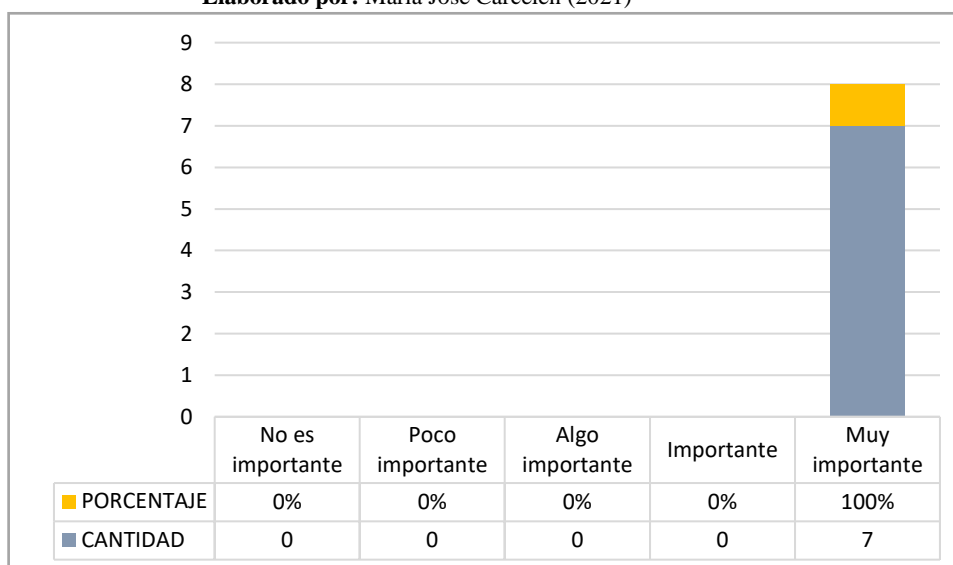 Elaborado por: María José Carcelén (2021)
9
8
7
6
5
4
3
2
1
0
No es importante Poco importante Algo importante Importante Muy importante
PORCENTAJE 0% 0% 0% 0% 100%
CANTIDAD 0 0 0 0 7